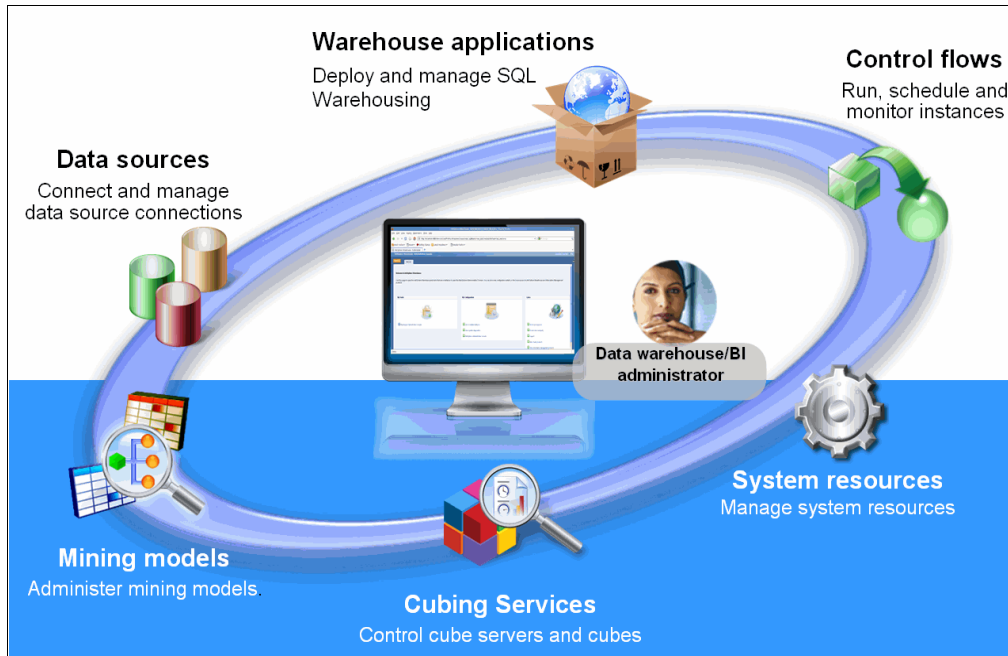 Warehouse applications
Deploy and manage SQL
Warehousing
Control flows
Run, schedule and
monitor instances
Data sources
Connect and manage
data source connections
Data warehouse/BI
administrator
System resources
Manage system resources
Mining models
Administer mining models.
Cubing Services
Control cube servers and cubes